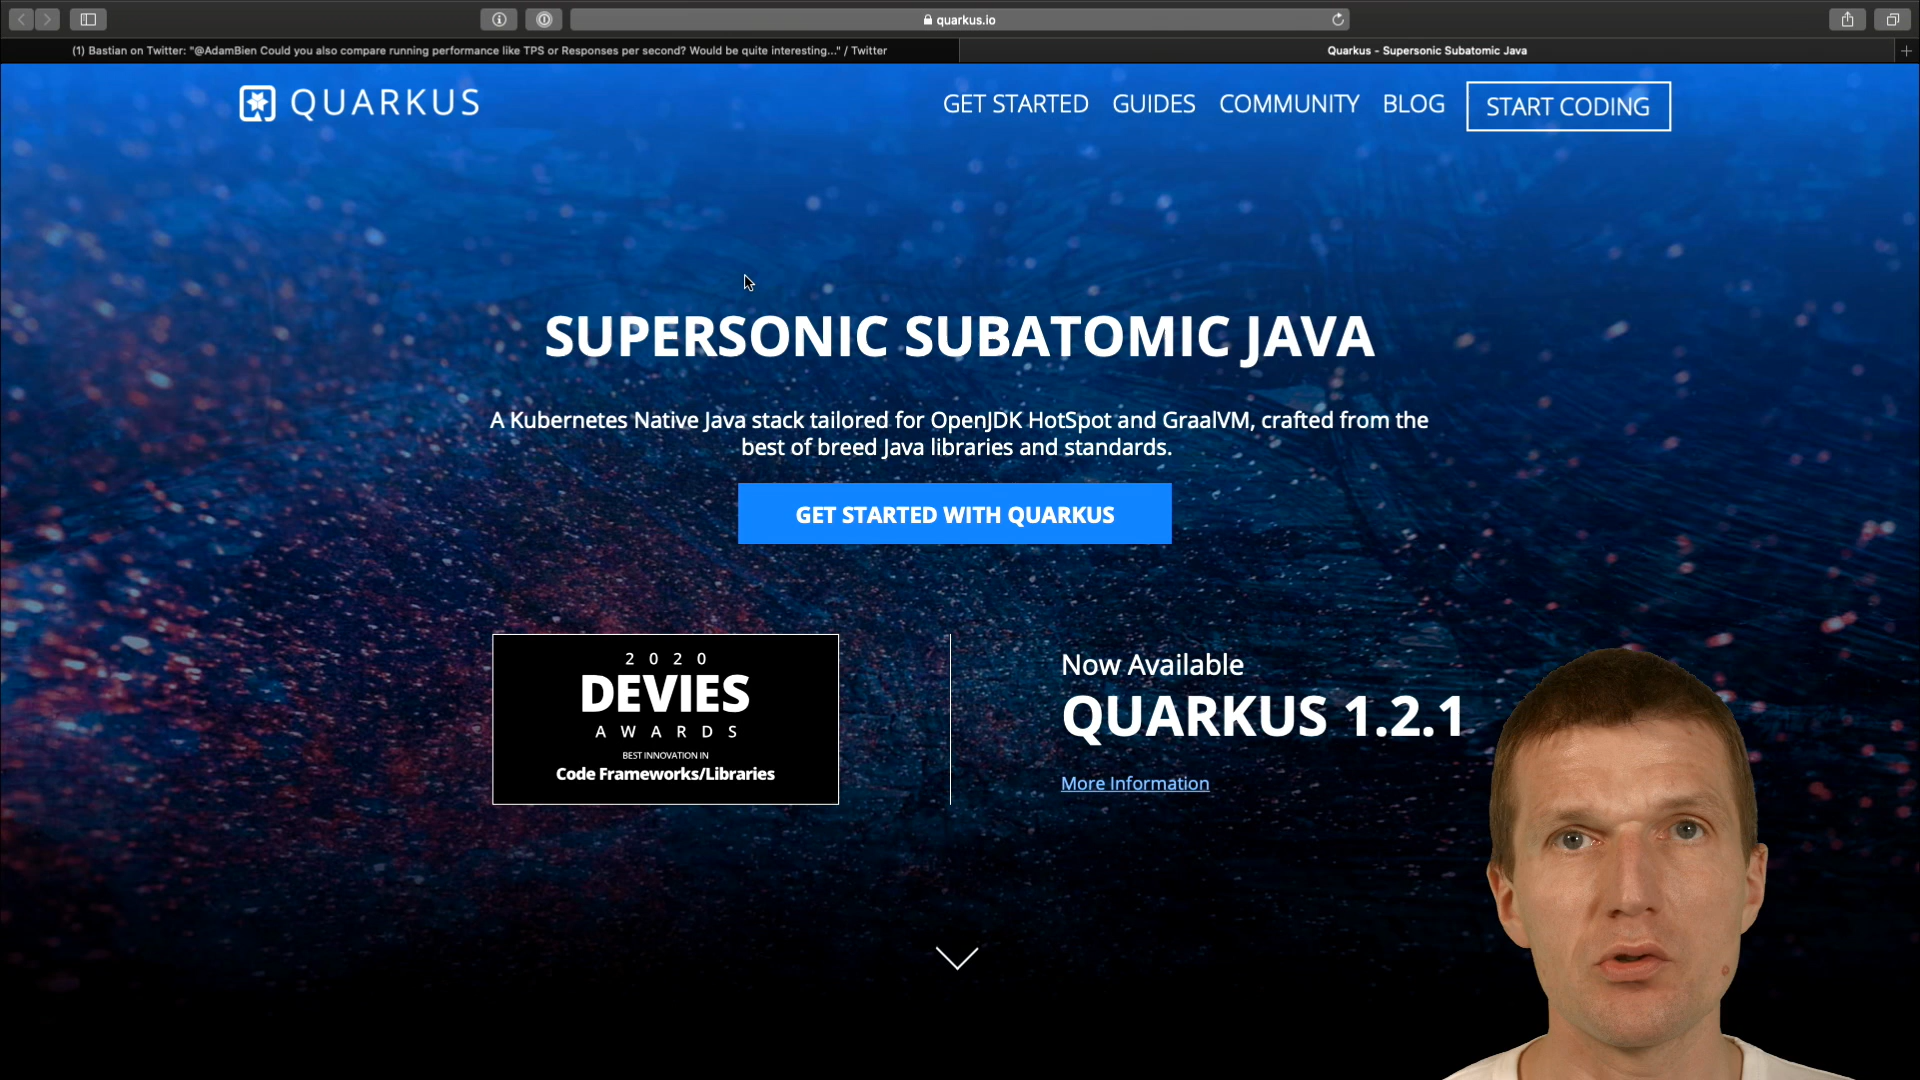 quarkus.io
(1) Bastian on Twitter: "@AdamBien Could you also compare running performance like TPS or Responses per second? Would be quite interesting..." / Twitter
Quarkus - Supersonic Subatomic Java
QUARKUS
GET STARTED
GUIDES
COMMUNITY
BLOG
START CODING
SUPERSONIC SUBATOMIC JAVA
A Kubernetes Native Java stack tailored for OpenJDK HotSpot and GraalVM, crafted from the
best of breed Java libraries and standards.
GET STARTED WITH QUARKUS
2020
DEVIES
AWARDS
BEST INNOVATION IN
Code Frameworks/Libraries
Now Available
QUARKUS 1.2.1
More Information